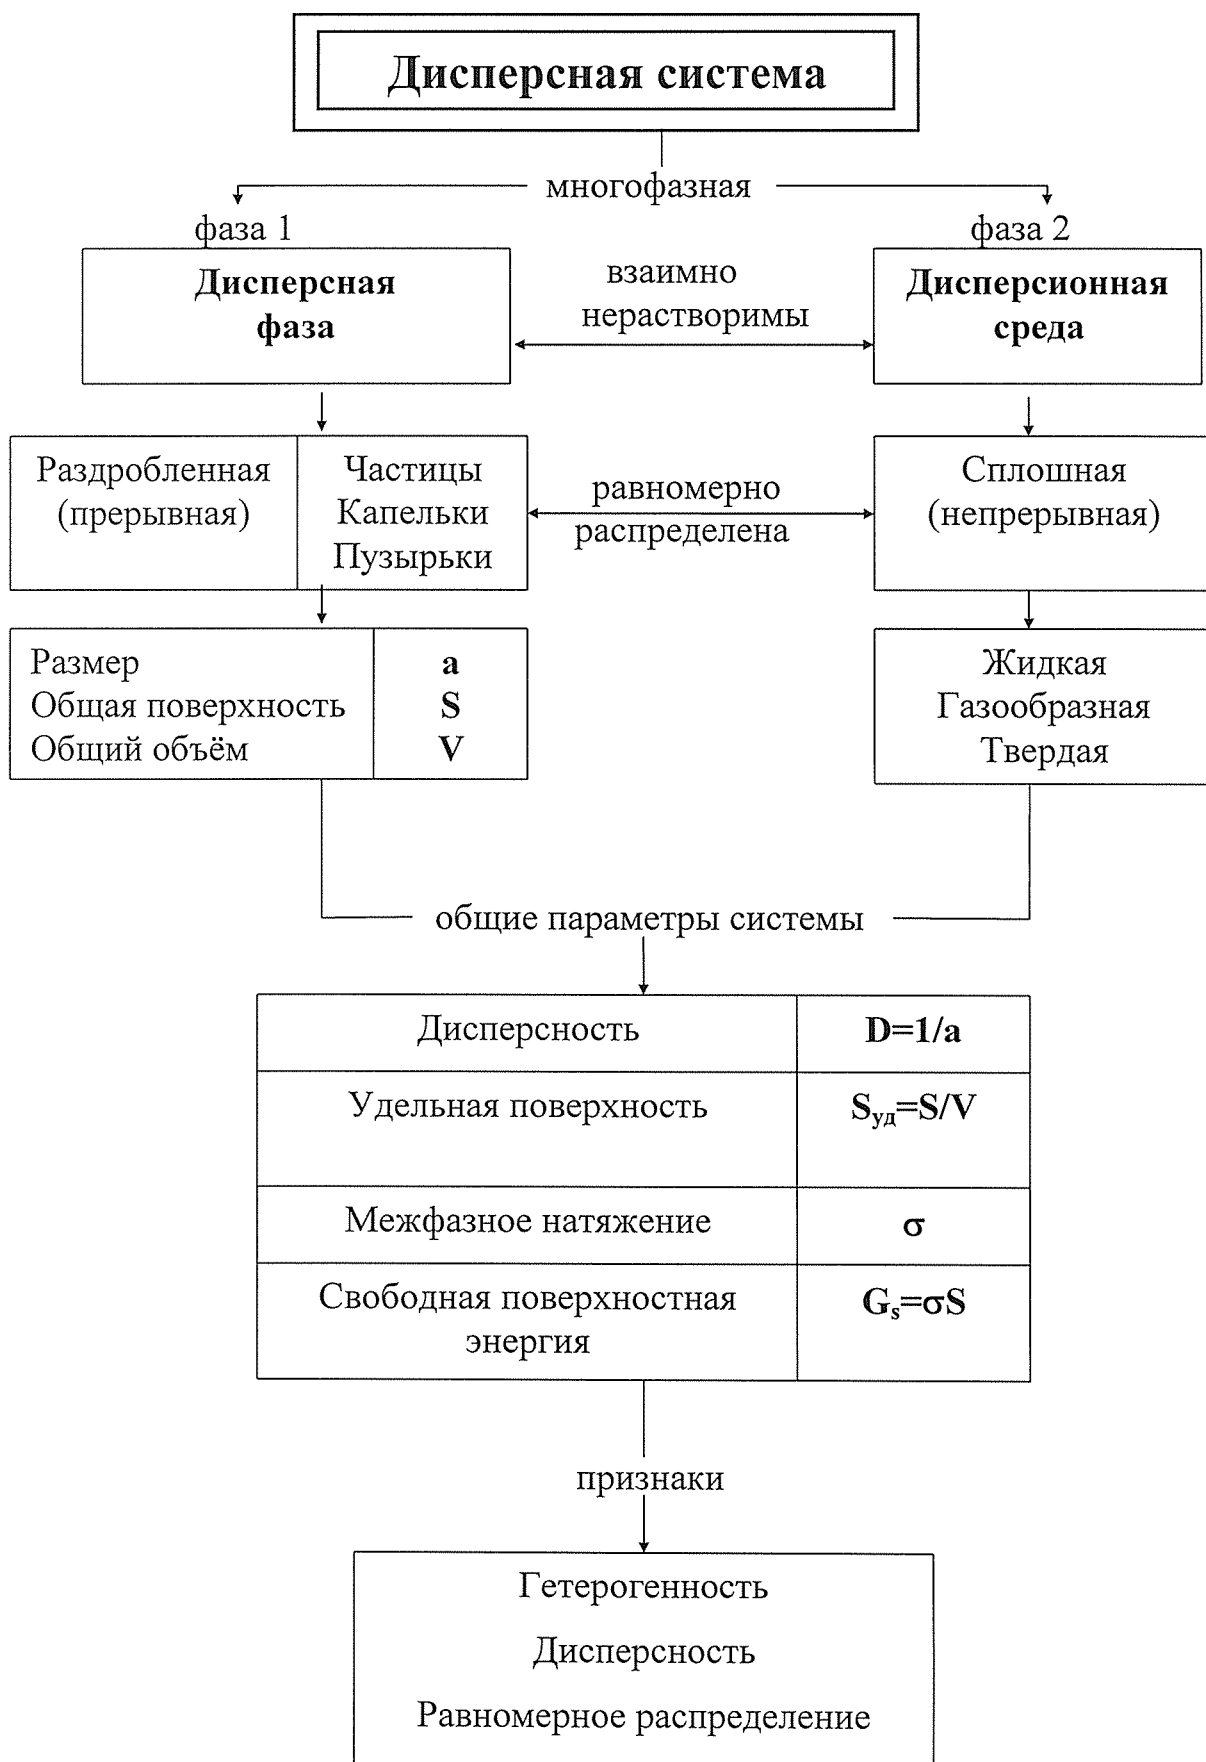 Дисперсная система
многофазная
фаза 1
фаза 2
Дисперсная
фаза
взаимно
нерастворимы
Дисперсионная
среда
Раздробленная
(прерывная)
Частицы
Капельки
Пузырьки
равномерно
распределена
Сплошная
(непрерывная)
Размер
a
Общая поверхность
S
Общий объём
V
Жидкая
Газообразная
Твердая
общие параметры системы
Дисперсность
D=1/a
Удельная поверхность
Sуд=S/V
Межфазное натяжение
σ
Свободная поверхностная
энергия
Gs=σS
признаки
Гетерогенность
Дисперсность
Равномерное распределение